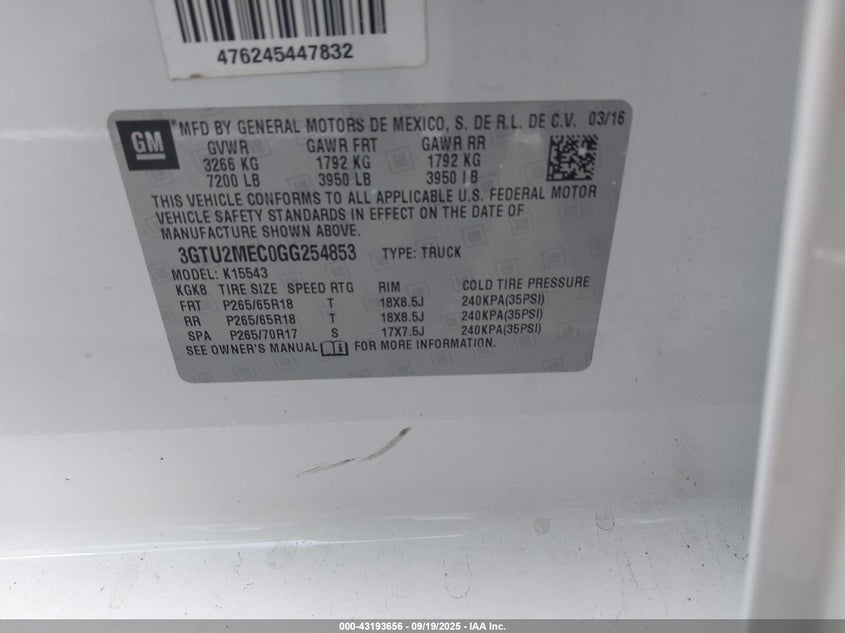 476245447832
GM ® MFD BY GENERAL MOTORS DE MEXICO, S. DE R.L. DE C.V. 03/16
GVWR GAWR FRT GAWR RR
3266 KG 1792 KG 1792 KG
7200 LB 3950 LB 3950 LB
THIS VEHICLE CONFORMS TO ALL APPLICABLE U.S. FEDERAL MOTOR
VEHICLE SAFETY STANDARDS IN EFFECT ON THE DATE OF
MANUFACTURE SHOWN ABOVE.
3GTU2MEC0GG254853 TYPE: TRUCK
MODEL: K15543
KGK8 TIRE SIZE SPEED RTG RIM COLD TIRE PRESSURE
FRT P265/65R18 T 18X8.5J 240KPA(35PSI)
RR P265/65R18 T 18X8.5J 240KPA(35PSI)
SPA P265/70R17 S 17X7.5J 240KPA(35PSI)
SEE OWNER'S MANUAL FOR MORE INFORMATION.
000-43193656 - 09/19/2025 - IAA Inc.